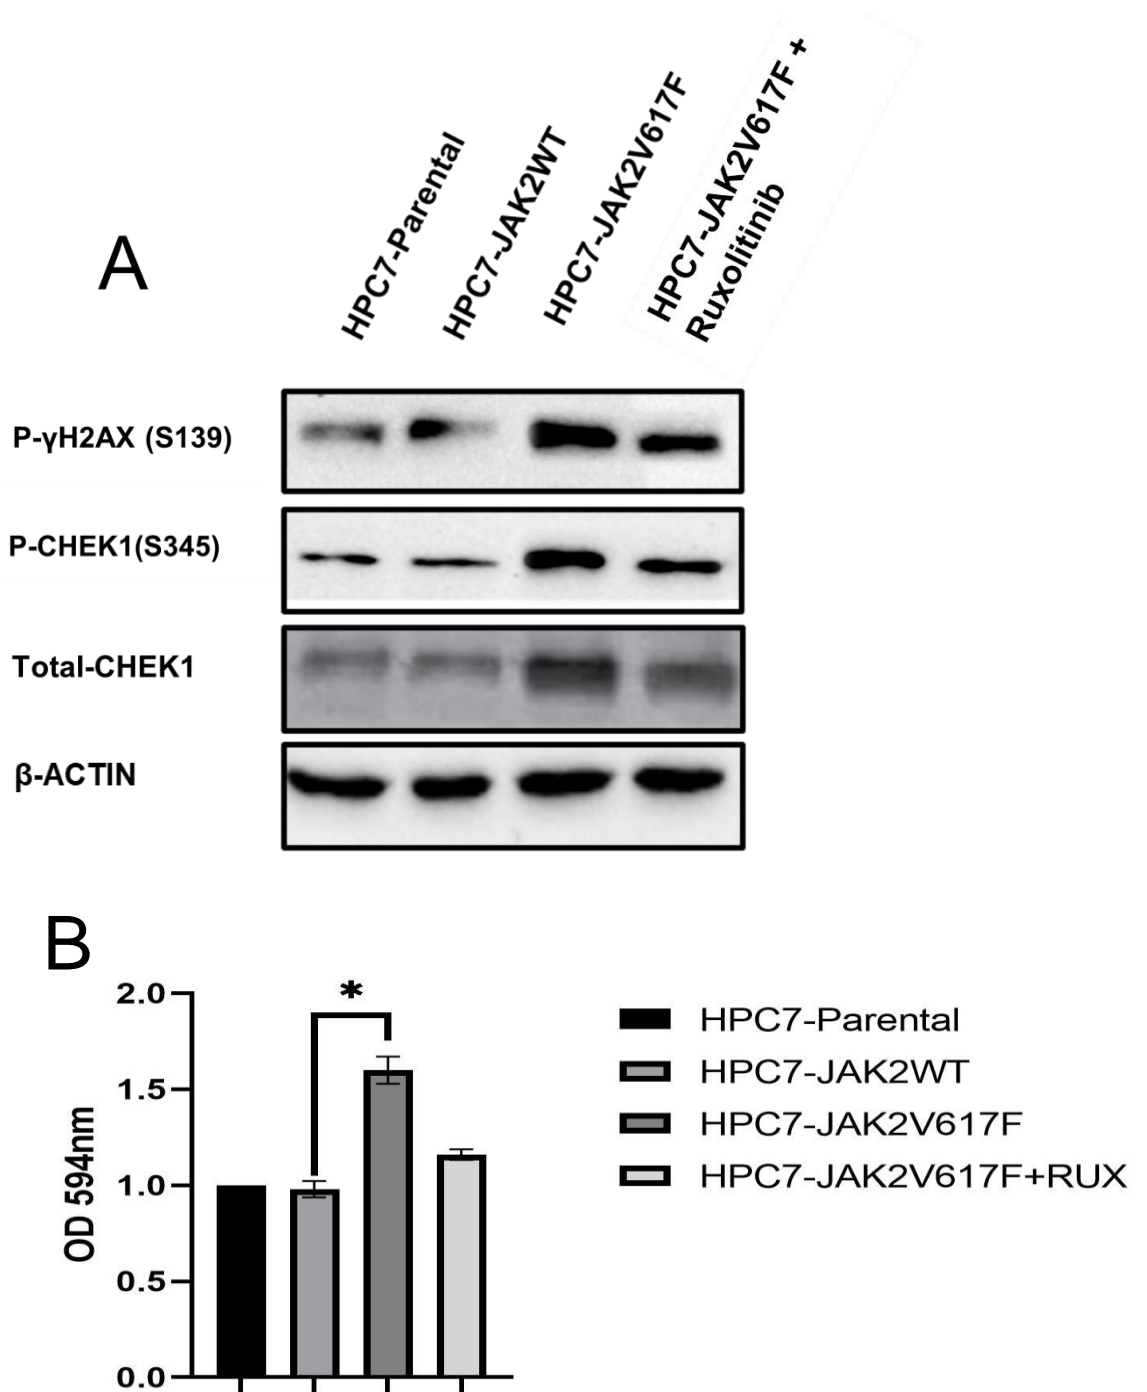 A
HPC7-Parental
HPC7-JAK2WT
HPC7-JAK2V617F
HPC7-JAK2V617F +
Ruxolitinib
P-γH2AX (S139)
P-CHEK1(S345)
Total-CHEK1
β-ACTIN
B
*
2.0
1.5
1.0
0.5
0.0
OD 594nm
HPC7-Parental
HPC7-JAK2WT
HPC7-JAK2V617F
HPC7-JAK2V617F+RUX